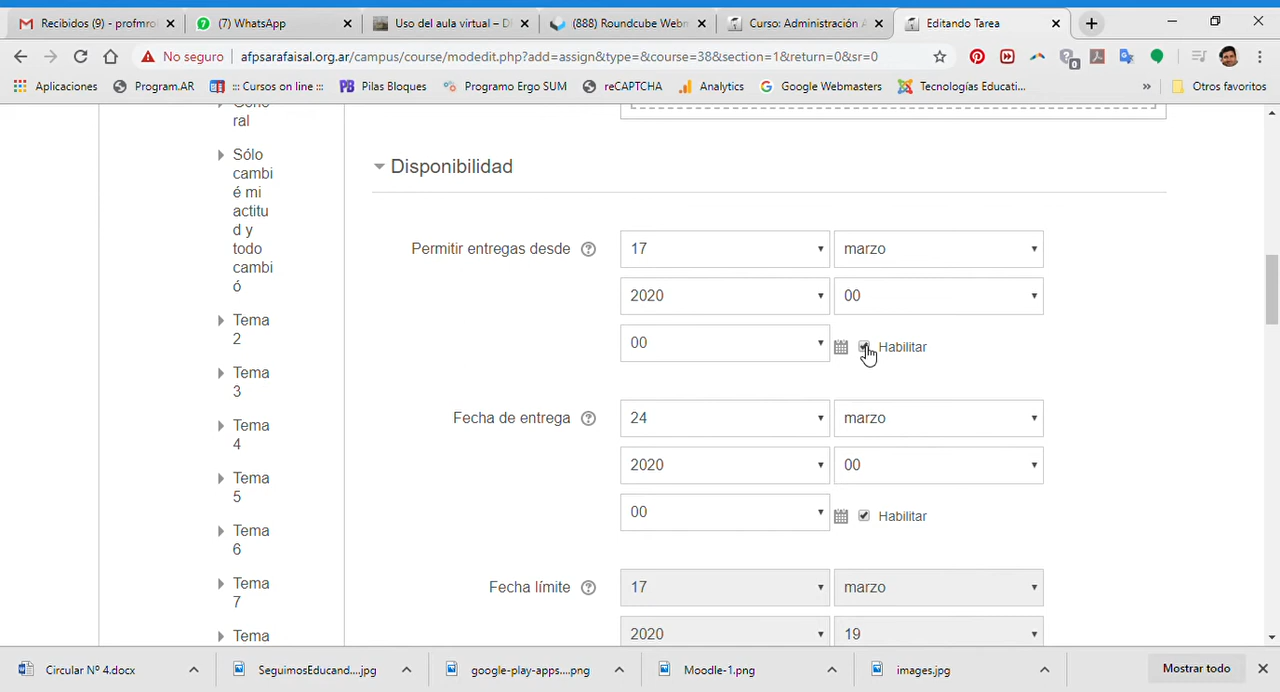 Recibidos (9) - profmro
(7) WhatsApp
Uso del aula virtual – D
(888) Roundcube Webm
Curso: Administración A
Editando Tarea
No seguro
afpsarafaisal.org.ar/campus/course/modedit.php?add=assign&type=&course=38&section=1&return=0&sr=0
Aplicaciones
Program.AR
::: Cursos on line :::
Pilas Bloques
Programo Ergo SUM
reCAPTCHA
Analytics
Google Webmasters
Tecnologías Educati...
»
Otros favoritos
Gene
ral
Sólo
cambi
é mi
actitu
d y
todo
cambi
ó
Tema
2
Tema
3
Tema
4
Tema
5
Tema
6
Tema
7
Tema
Disponibilidad
Permitir entregas desde
17
marzo
2020
00
00
Habilitar
Fecha de entrega
24
marzo
2020
00
00
Habilitar
Fecha límite
17
marzo
2020
19
Circular Nº 4.docx
SeguimosEducand....jpg
google-play-apps....png
Moodle-1.png
images.jpg
Mostrar todo